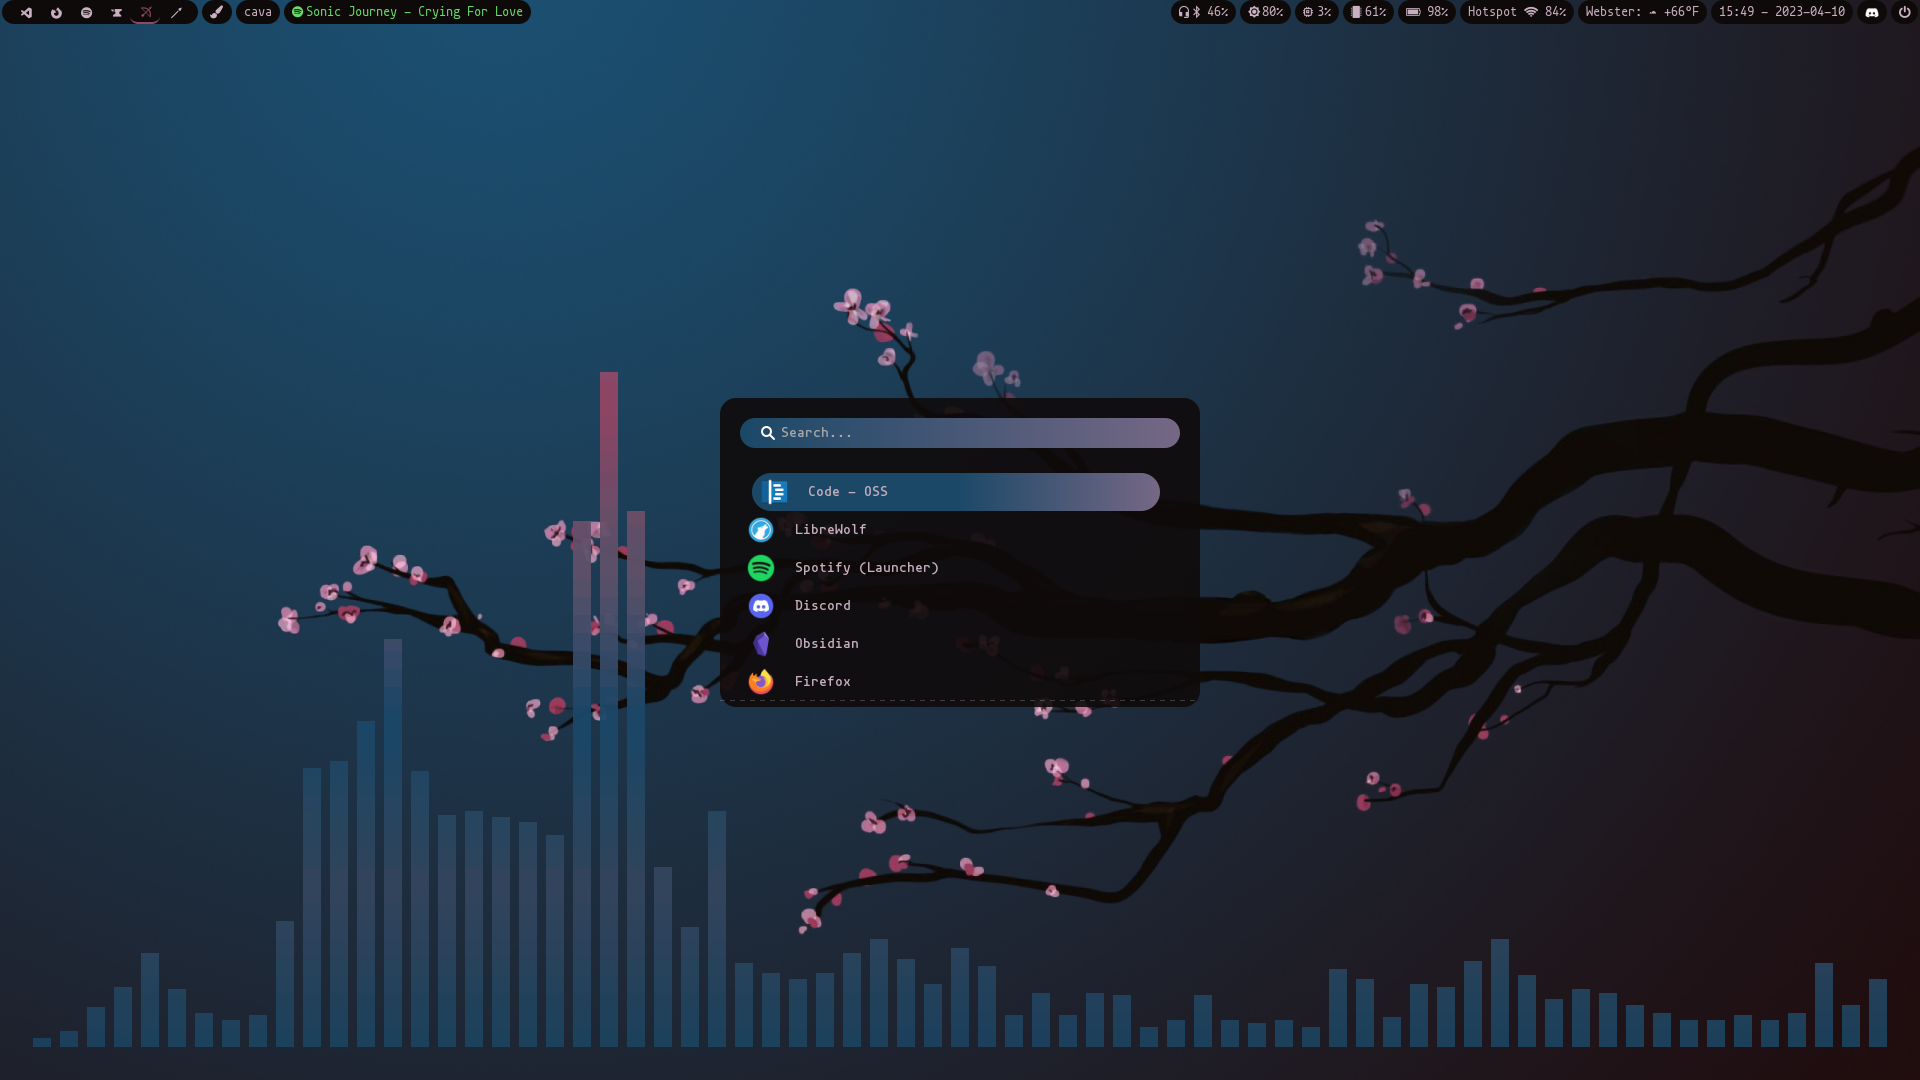 cava
Sonic Journey – Crying For Love
46%
80%
3%
61%
98%
Hotspot 84%
Webster: +66°F
15:49 – 2023-04-10
Search...
Code – OSS
LibreWolf
Spotify (Launcher)
Discord
Obsidian
Firefox